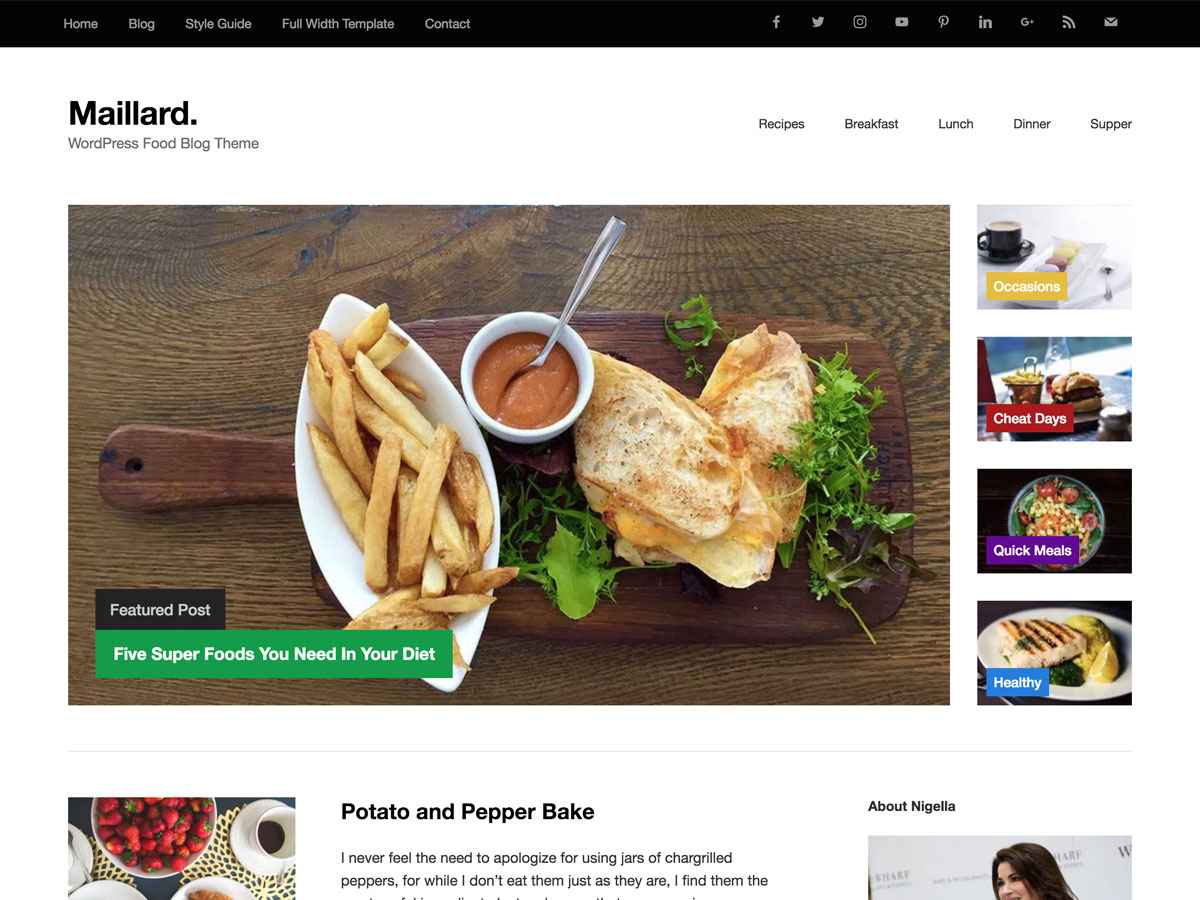 Home Blog Style Guide Full Width Template Contact
Maillard.
WordPress Food Blog Theme
Recipes Breakfast Lunch Dinner Supper
Occasions
Cheat Days
Quick Meals
Healthy
Featured Post
Five Super Foods You Need In Your Diet
Potato and Pepper Bake
I never feel the need to apologize for using jars of chargrilled
peppers, for while I don’t eat them just as they are, I find them the
About Nigella